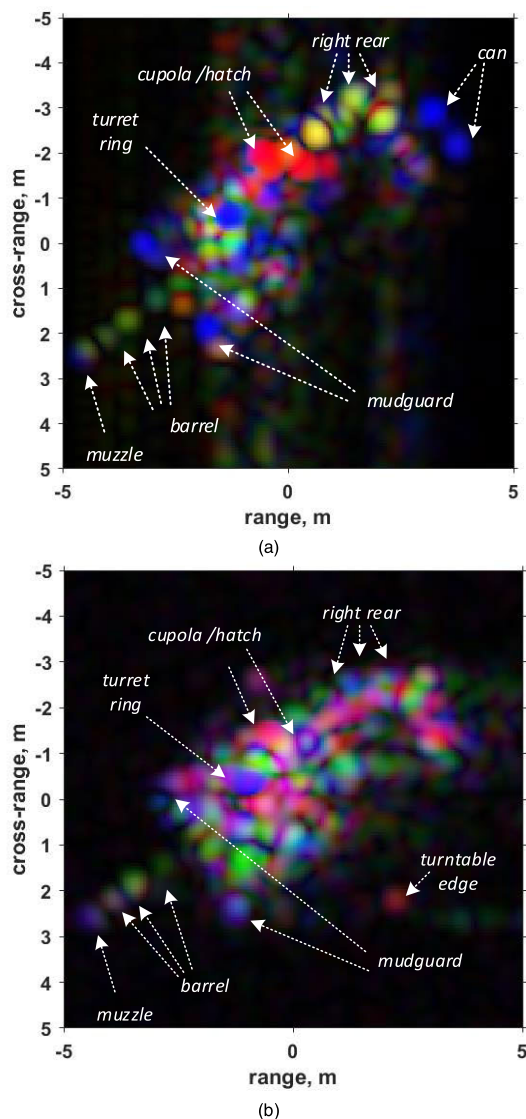 -5
-4
-3
-2
-1
0
1
2
3
4
5
cross-range, m
right rear
can
cupola /hatch
turret
ring
mudguard
barrel
muzzle
-5 0 5
range, m
(a)
-5
-4
-3
-2
-1
0
1
2
3
4
5
cross-range, m
right rear
cupola /hatch
turret
ring
turntable
edge
mudguard
barrel
muzzle
-5 0 5
range, m
(b)